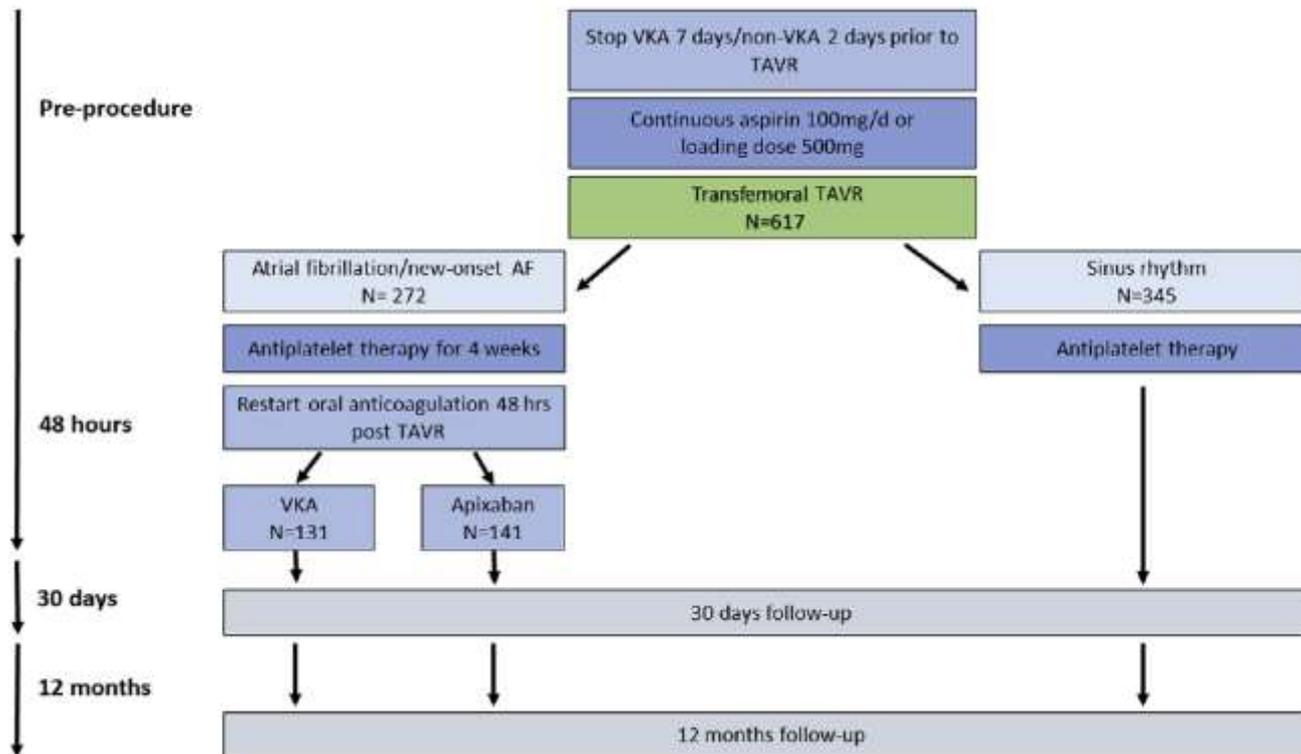 Stop VKA 7 days/non-VKA 2 days prior to
TAVR
Pre-procedure
Continuous aspirin 100mg/d or
loading dose 500mg
Transfemoral TAVR
N=617
Atrial fibrillation/new-onset AF
N= 272
Sinus rhythm
N=345
Antiplatelet therapy for 4 weeks
Antiplatelet therapy
48 hours
Restart oral anticoagulation 48 hrs
post TAVR
VKA
N=131
Apixaban
N=141
30 days
30 days follow-up
12 months
12 months follow-up